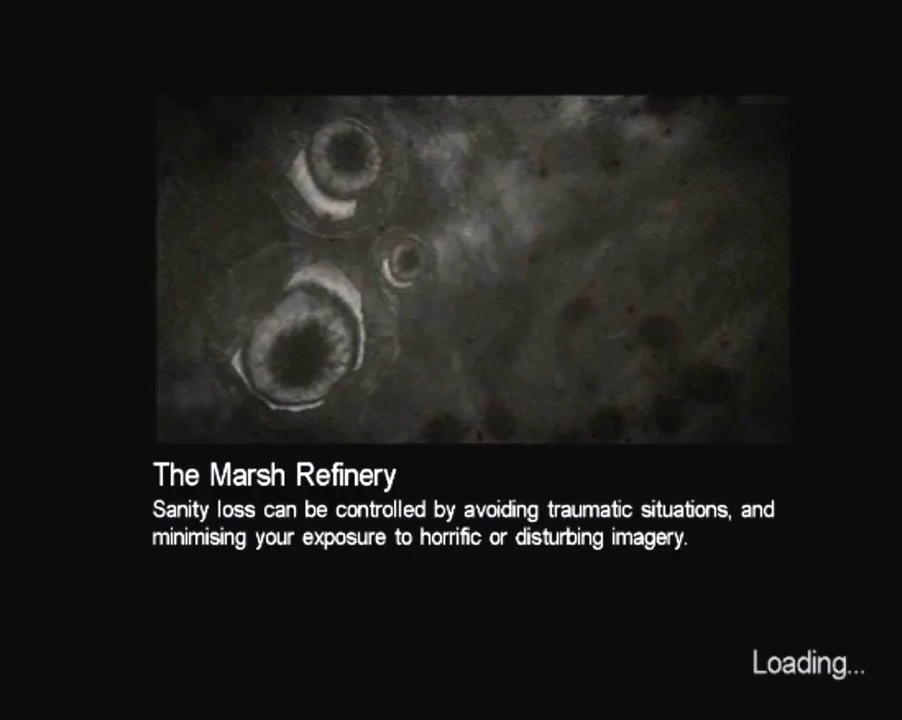 The Marsh Refinery
Sanity loss can be controlled by avoiding traumatic situations, and
minimising your exposure to horrific or disturbing imagery.
Loading...